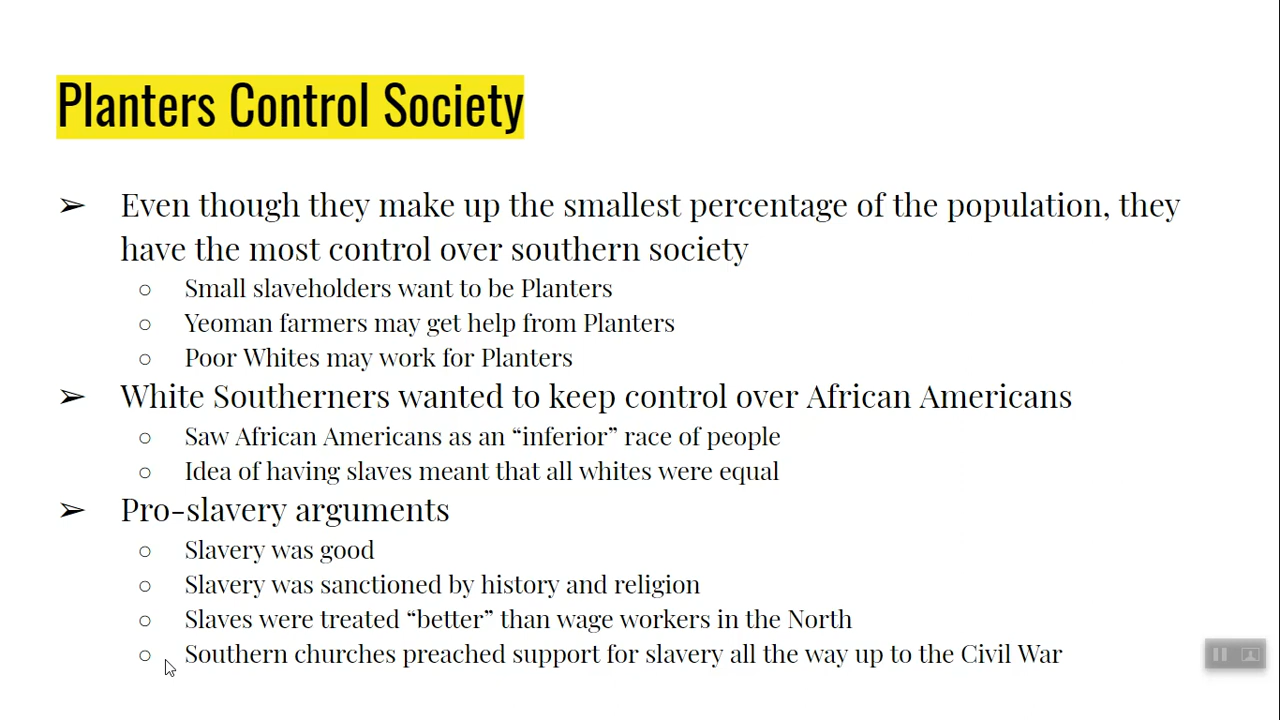 Planters Control Society
➢ Even though they make up the smallest percentage of the population, they
have the most control over southern society
○ Small slaveholders want to be Planters
○ Yeoman farmers may get help from Planters
○ Poor Whites may work for Planters
➢ White Southerners wanted to keep control over African Americans
○ Saw African Americans as an “inferior” race of people
○ Idea of having slaves meant that all whites were equal
➢ Pro-slavery arguments
○ Slavery was good
○ Slavery was sanctioned by history and religion
○ Slaves were treated “better” than wage workers in the North
○ Southern churches preached support for slavery all the way up to the Civil War